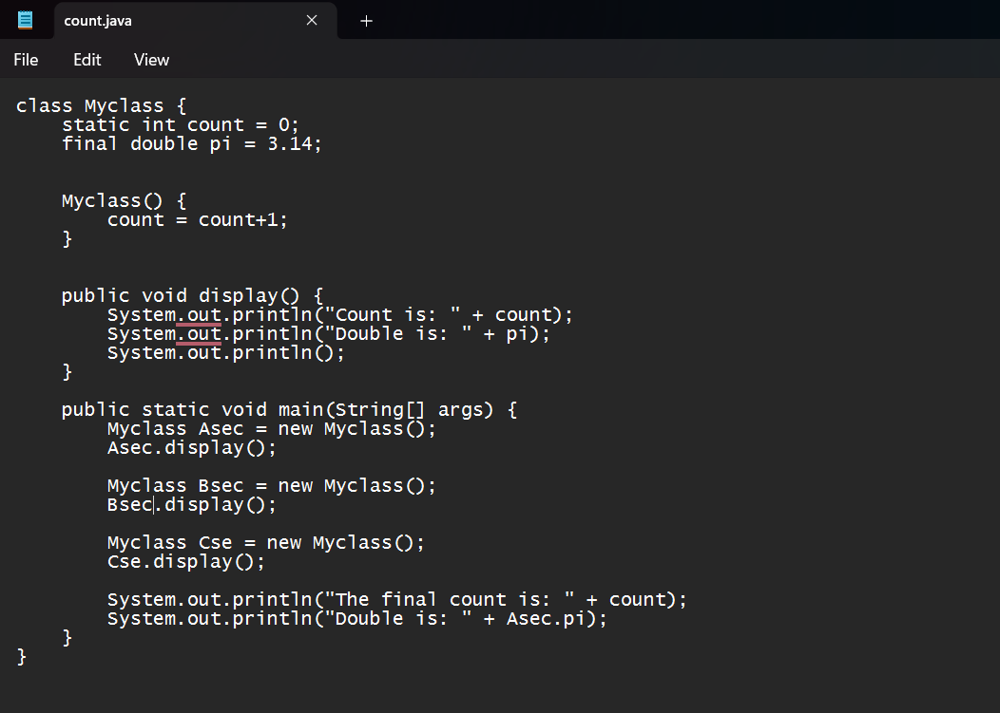 count.java
File Edit View
class Myclass {
    static int count = 0;
    final double pi = 3.14;
    Myclass() {
        count = count+1;
    }
    public void display() {
        System.out.println("Count is: " + count);
        System.out.println("Double is: " + pi);
        System.out.println();
    }
    public static void main(String[] args) {
        Myclass Asec = new Myclass();
        Asec.display();
        Myclass Bsec = new Myclass();
        Bsec.display();
        Myclass Cse = new Myclass();
        Cse.display();
        System.out.println("The final count is: " + count);
        System.out.println("Double is: " + Asec.pi);
    }
}